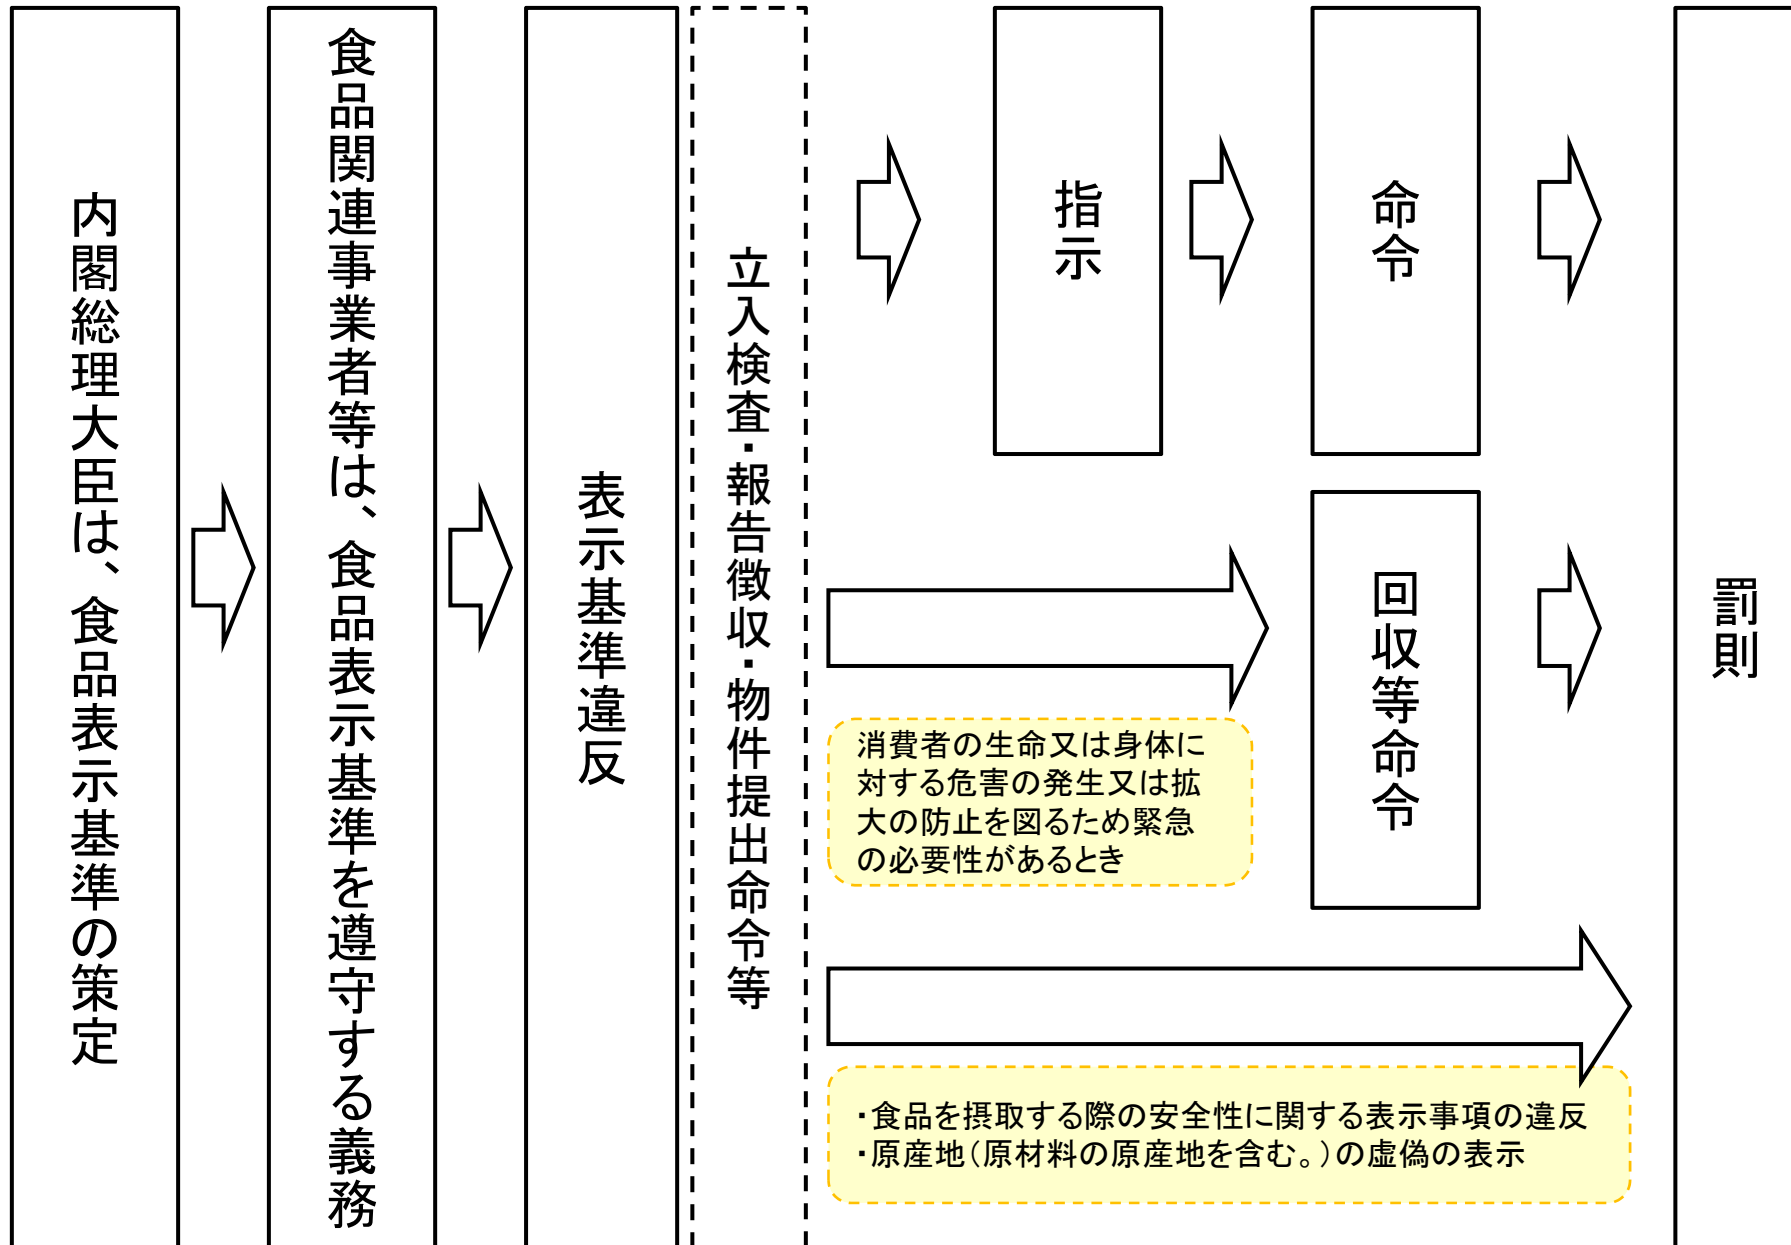 内閣総理大臣は、食品表示基準の策定
食品関連事業者等は、食品表示基準を遵守する義務
表示基準違反
立入検査・報告徴収・物件提出命令等
指示
命令
回収等命令
消費者の生命又は身体に
対する危害の発生又は拡
大の防止を図るため緊急
の必要性があるとき
・食品を摂取する際の安全性に関する表示事項の違反
・原産地(原材料の原産地を含む。)の虚偽の表示
罰則